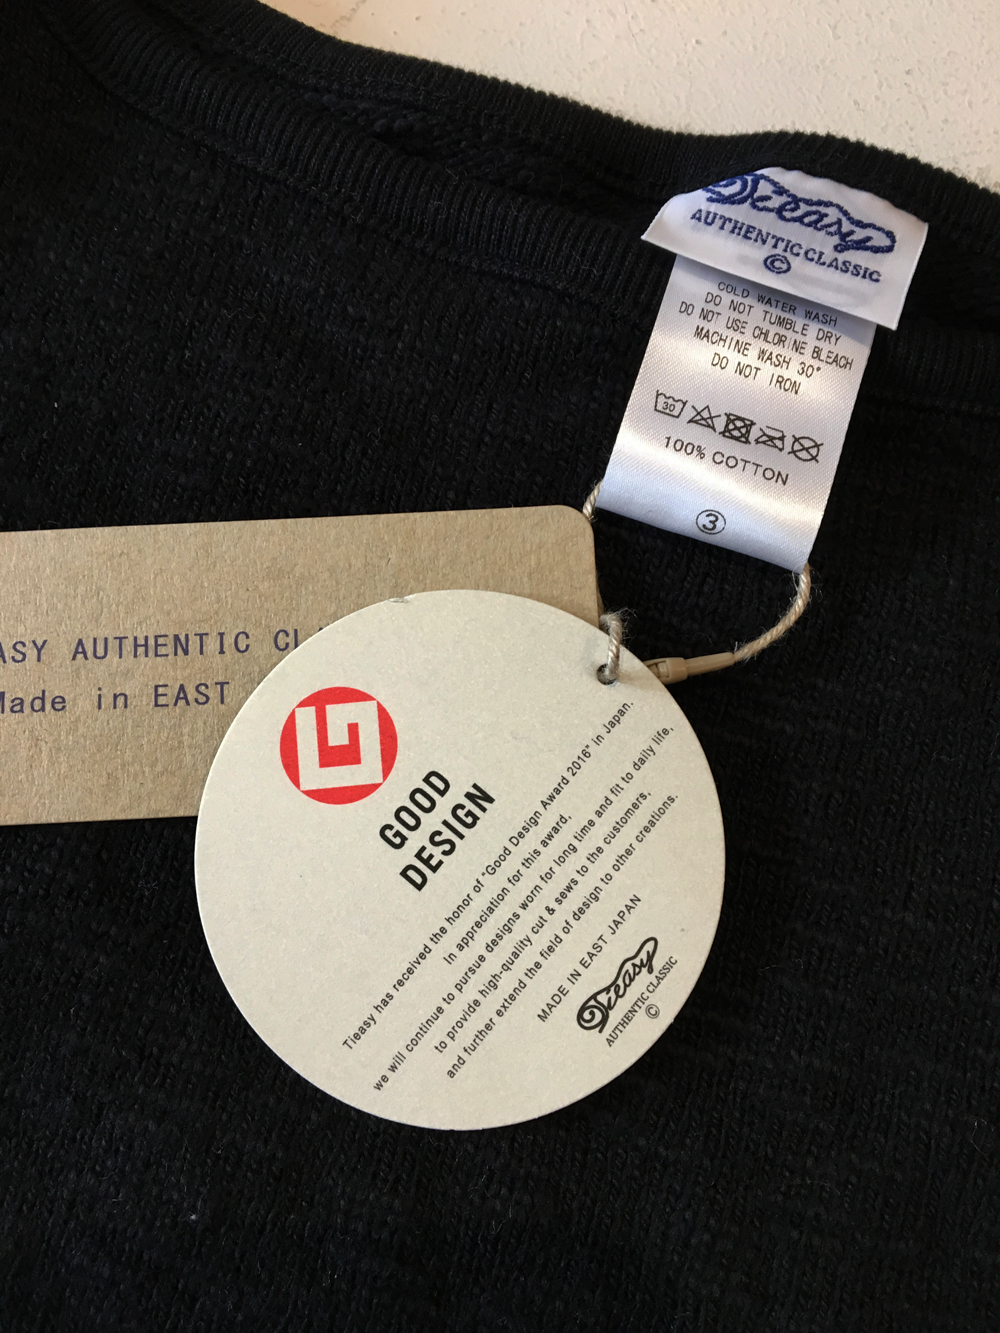 Tieasy
AUTHENTIC CLASSIC
©
COLD WATER WASH
DO NOT TUMBLE DRY
DO NOT USE CHLORINE BLEACH
MACHINE WASH 30°
DO NOT IRON
30
100% COTTON
③
ASY AUTHENTIC CL
Made in EAST
GOOD
DESIGN
Tieasy has received the honor of "Good Design Award 2016" in Japan.
In appreciation for this award,
we will continue to pursue designs worn for long time and fit to daily life,
to provide high-quality cut & sews to the customers,
and further extend the field of design to other creations.
MADE IN EAST JAPAN
Tieasy
AUTHENTIC CLASSIC
©